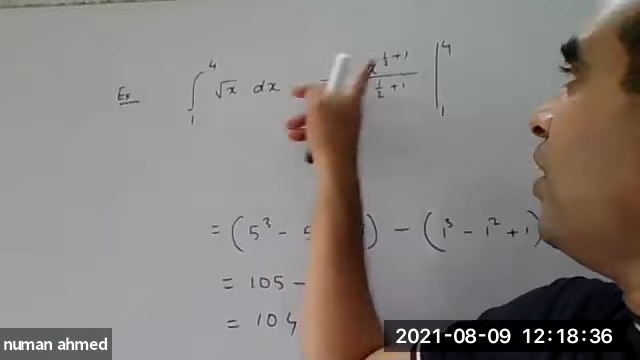 Ex ∫₁⁴ √x dx x^(1/2+1) / (1/2+1) |₁⁴
= (5³ - 5 ) - (1³ - 1² + 1)
= 105 -
= 104
numan ahmed
2021-08-09 12:18:36